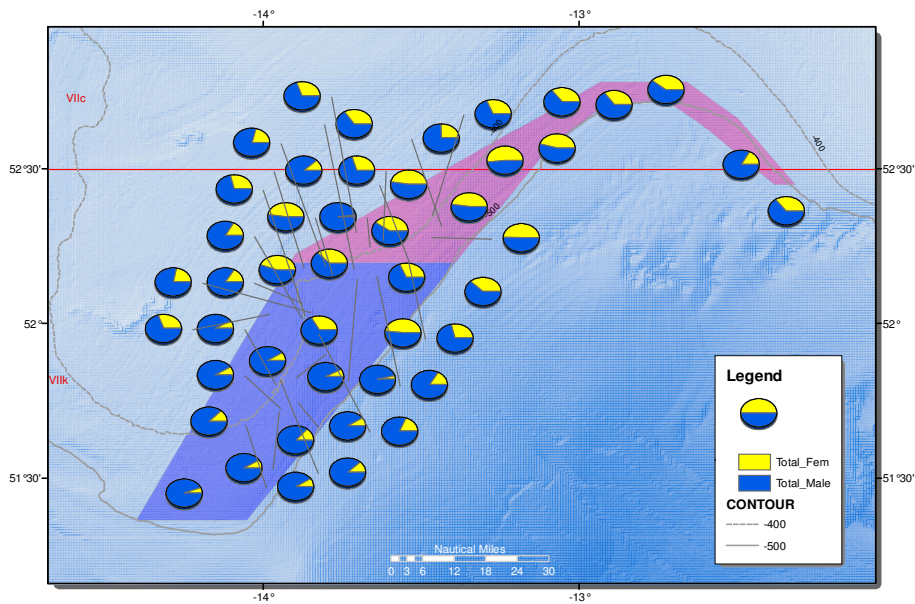 -14° -13°
VIIc
-400
-400
52°30' 52°30'
-500
52° 52°
VIIk
Legend
Total_Fem
Total_Male
CONTOUR
-400
-500
51°30' 51°30'
Nautical Miles
0 3 6 12 18 24 30
-14° -13°